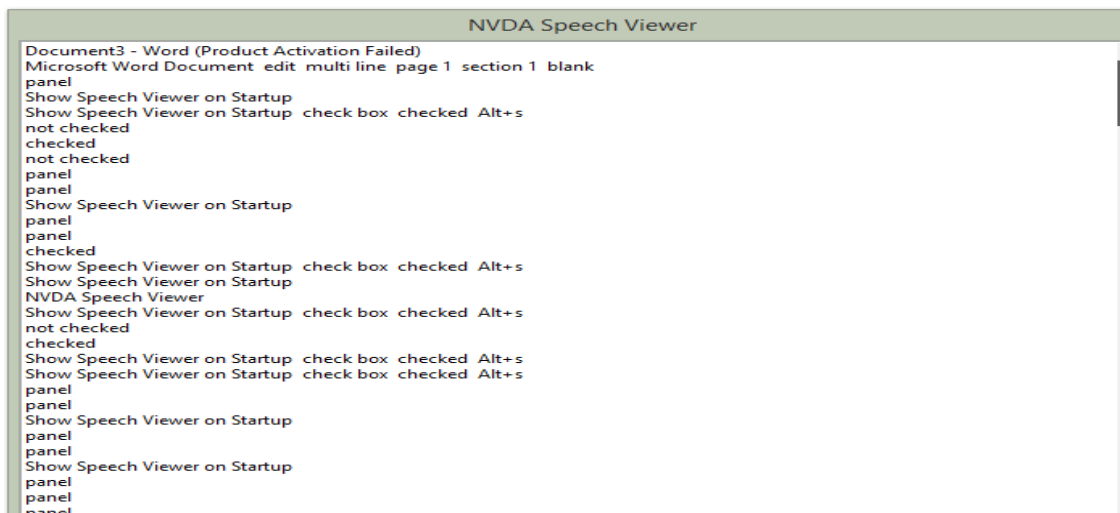 NVDA Speech Viewer
Document3 - Word (Product Activation Failed)
Microsoft Word Document  edit  multi line  page 1  section 1  blank
panel
Show Speech Viewer on Startup
Show Speech Viewer on Startup  check box  checked  Alt+s
not checked
checked
not checked
panel
panel
Show Speech Viewer on Startup
panel
panel
checked
Show Speech Viewer on Startup  check box  checked  Alt+s
Show Speech Viewer on Startup
NVDA Speech Viewer
Show Speech Viewer on Startup  check box  checked  Alt+s
not checked
checked
Show Speech Viewer on Startup  check box  checked  Alt+s
Show Speech Viewer on Startup  check box  checked  Alt+s
panel
panel
Show Speech Viewer on Startup
panel
panel
Show Speech Viewer on Startup
panel
panel
panel